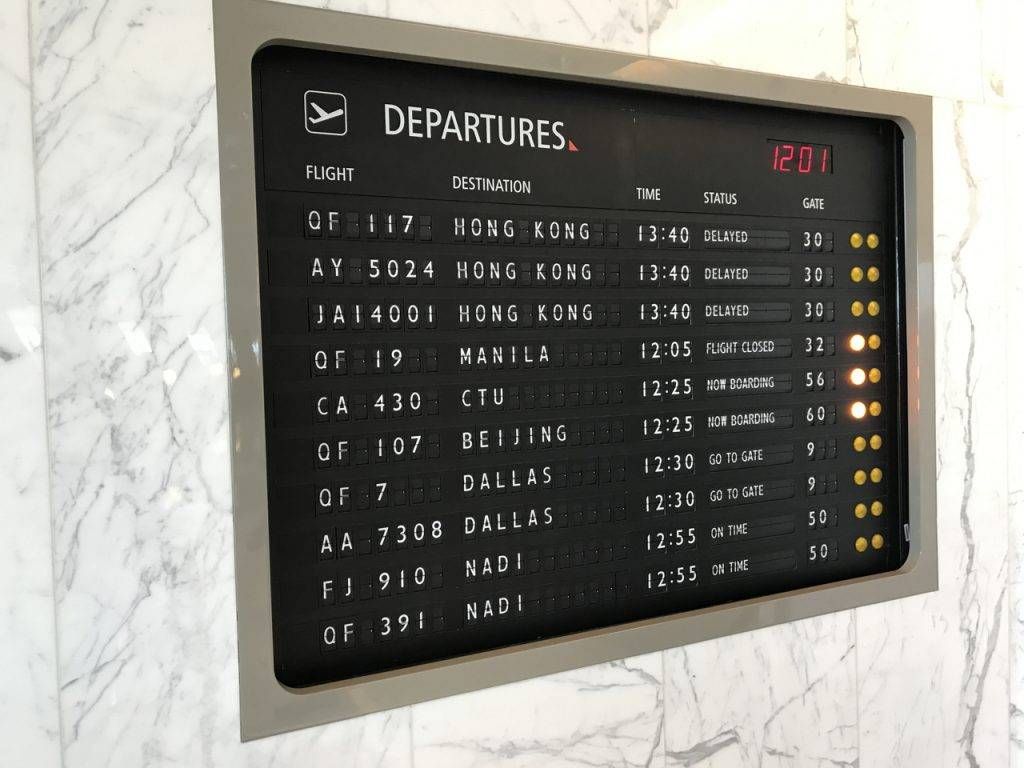 DEPARTURES
1201
FLIGHT DESTINATION TIME STATUS GATE
QF 117 HONG KONG 13:40 DELAYED 30
AY 5024 HONG KONG 13:40 DELAYED 30
JAI4001 HONG KONG 13:40 DELAYED 30
QF 19 MANILA 12:05 FLIGHT CLOSED 32
CA 430 CTU 12:25 NOW BOARDING 56
QF 107 BEIJING 12:25 NOW BOARDING 60
QF 7 DALLAS 12:30 GO TO GATE 9
AA 7308 DALLAS 12:30 GO TO GATE 9
FJ 910 NADI 12:55 ON TIME 50
QF 391 NADI 12:55 ON TIME 50